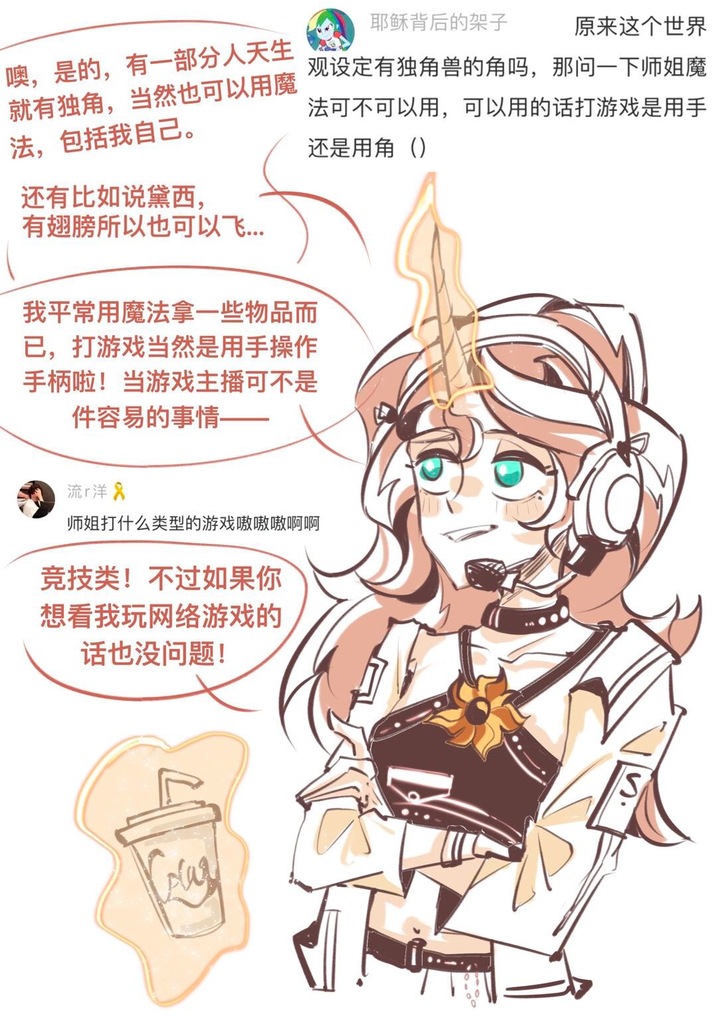 耶稣背后的架子
原来这个世界
观设定有独角兽的角吗，那问一下师姐魔
法可不可以用，可以用的话打游戏是用手
还是用角（）
噢，是的，有一部分人天生
就有独角，当然也可以用魔
法，包括我自己。
还有比如说黛西，
有翅膀所以也可以飞...
我平常用魔法拿一些物品而
已，打游戏当然是用手操作
手柄啦！当游戏主播可不是
件容易的事情——
流r洋🎗️
师姐打什么类型的游戏嗷嗷嗷啊啊
竞技类！不过如果你
想看我玩网络游戏的
话也没问题！
S